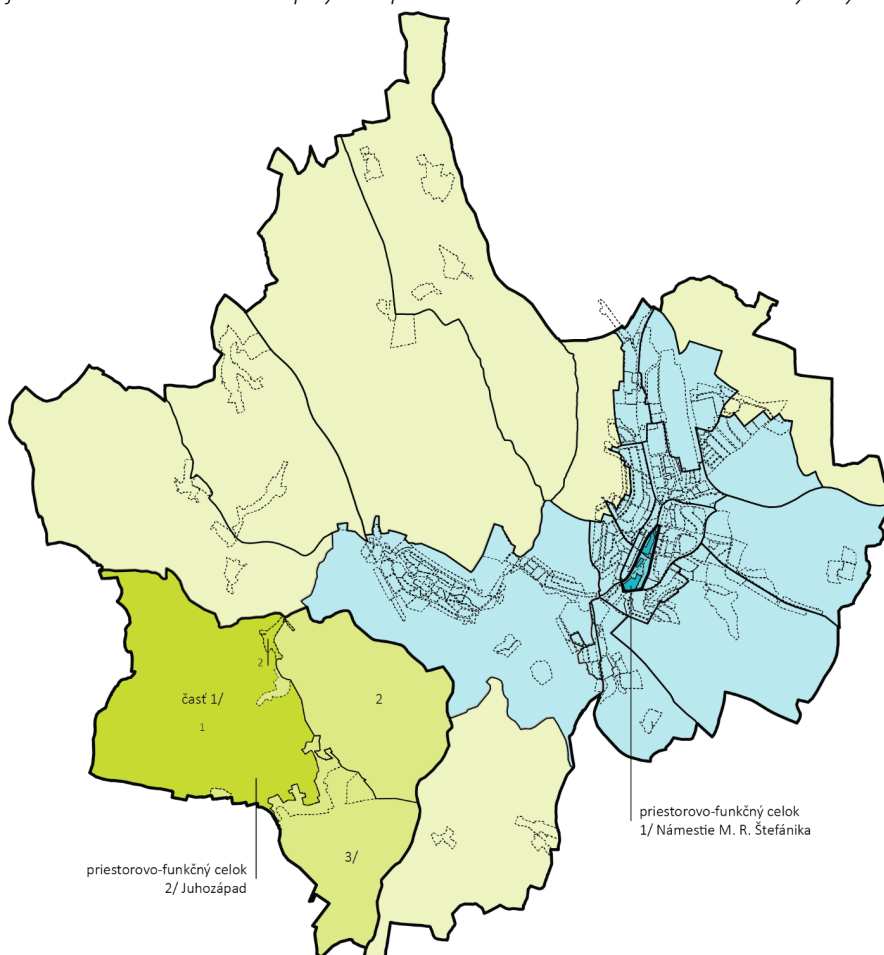 2
časť 1/
2
1
priestorovo-funkčný celok
1/ Námestie M. R. Štefánika
3/
priestorovo-funkčný celok
2/ Juhozápad